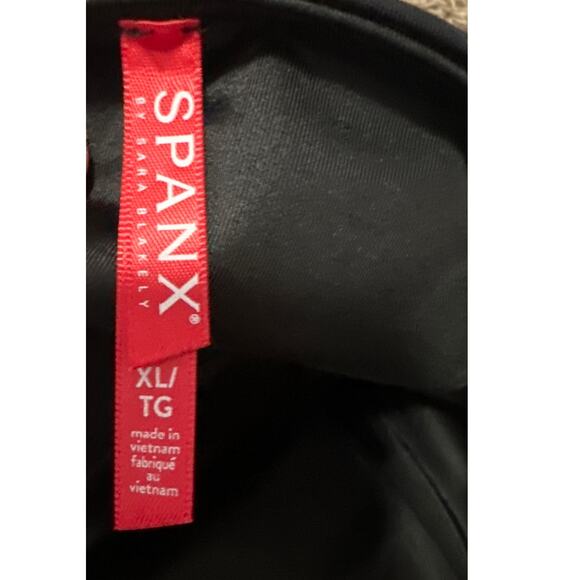 SPANX®
BY SARA BLAKELY
XL/
TG
made in
vietnam
fabriqué
au
vietnam